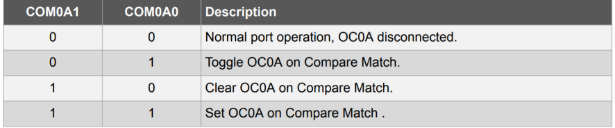 COM0A1 COM0A0 Description
0 0 Normal port operation, OC0A disconnected.
0 1 Toggle OC0A on Compare Match.
1 0 Clear OC0A on Compare Match.
1 1 Set OC0A on Compare Match .